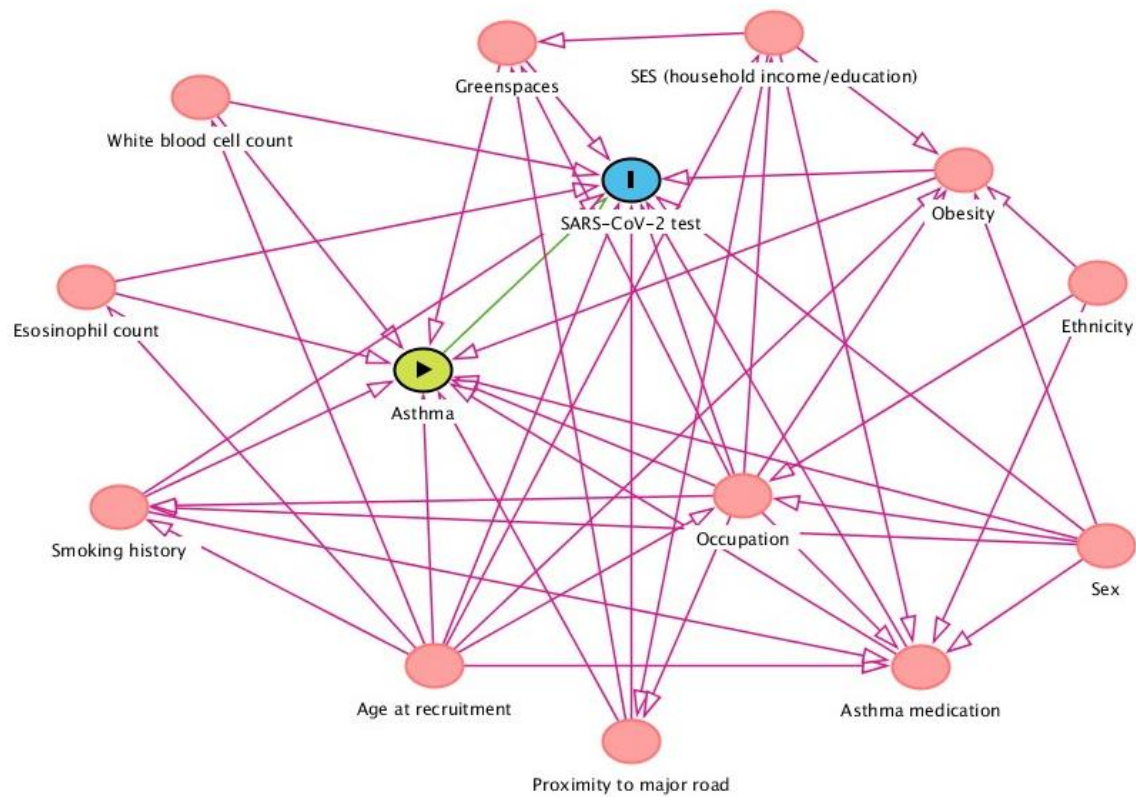 SES (household income/education)
Greenspaces
White blood cell count
SARS-CoV-2 test
Obesity
Esosinophil count
Ethnicity
Asthma
Smoking history
Occupation
Sex
Age at recruitment
Asthma medication
Proximity to major road